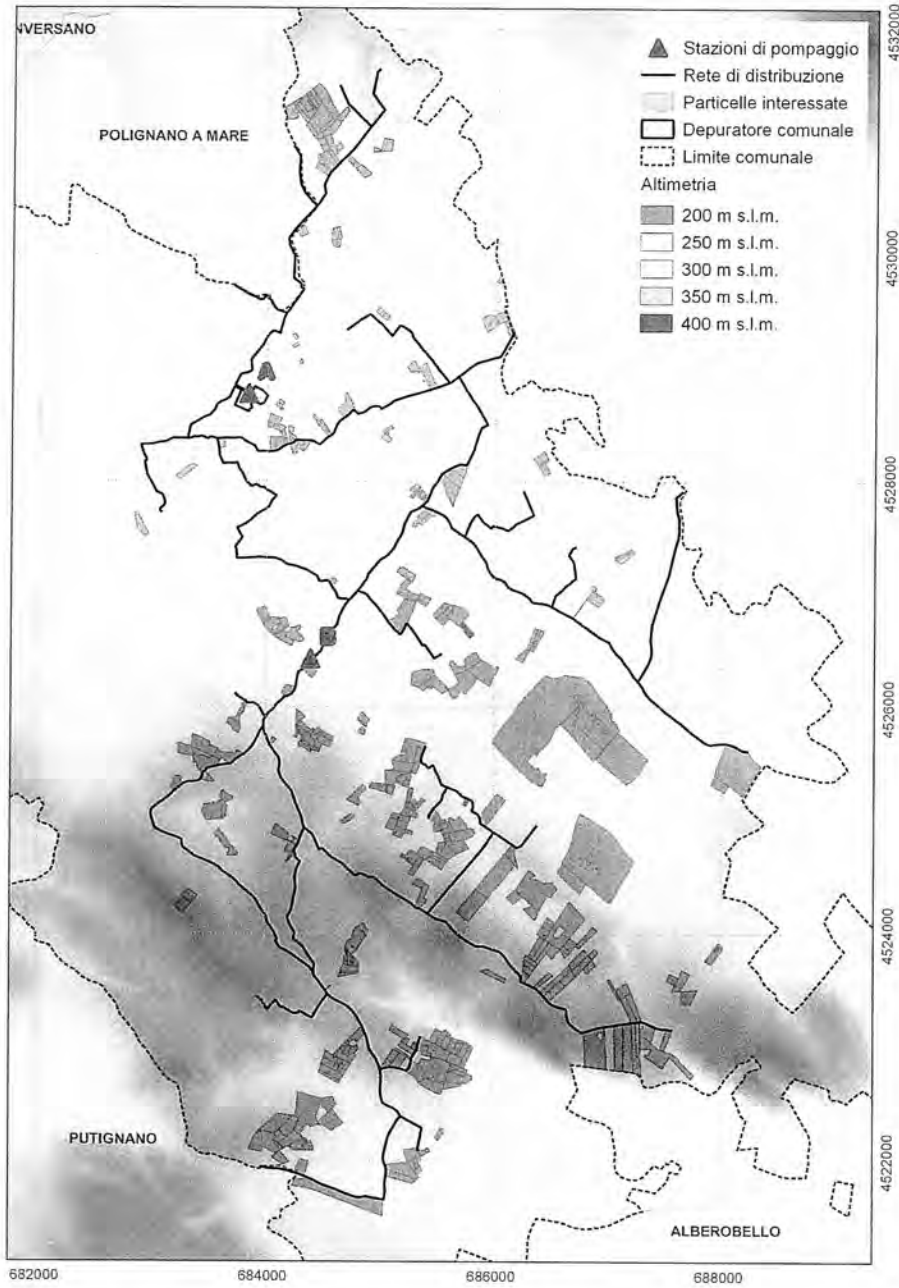 NVERSANO
POLIGNANO A MARE
Stazioni di pompaggio
Rete di distribuzione
Particelle interessate
Depuratore comunale
Limite comunale
Altimetria
200 m s.l.m.
250 m s.l.m.
300 m s.l.m.
350 m s.l.m.
400 m s.l.m.
4532000
4530000
4528000
4526000
4524000
4522000
PUTIGNANO
ALBEROBELLO
682000
684000
686000
688000